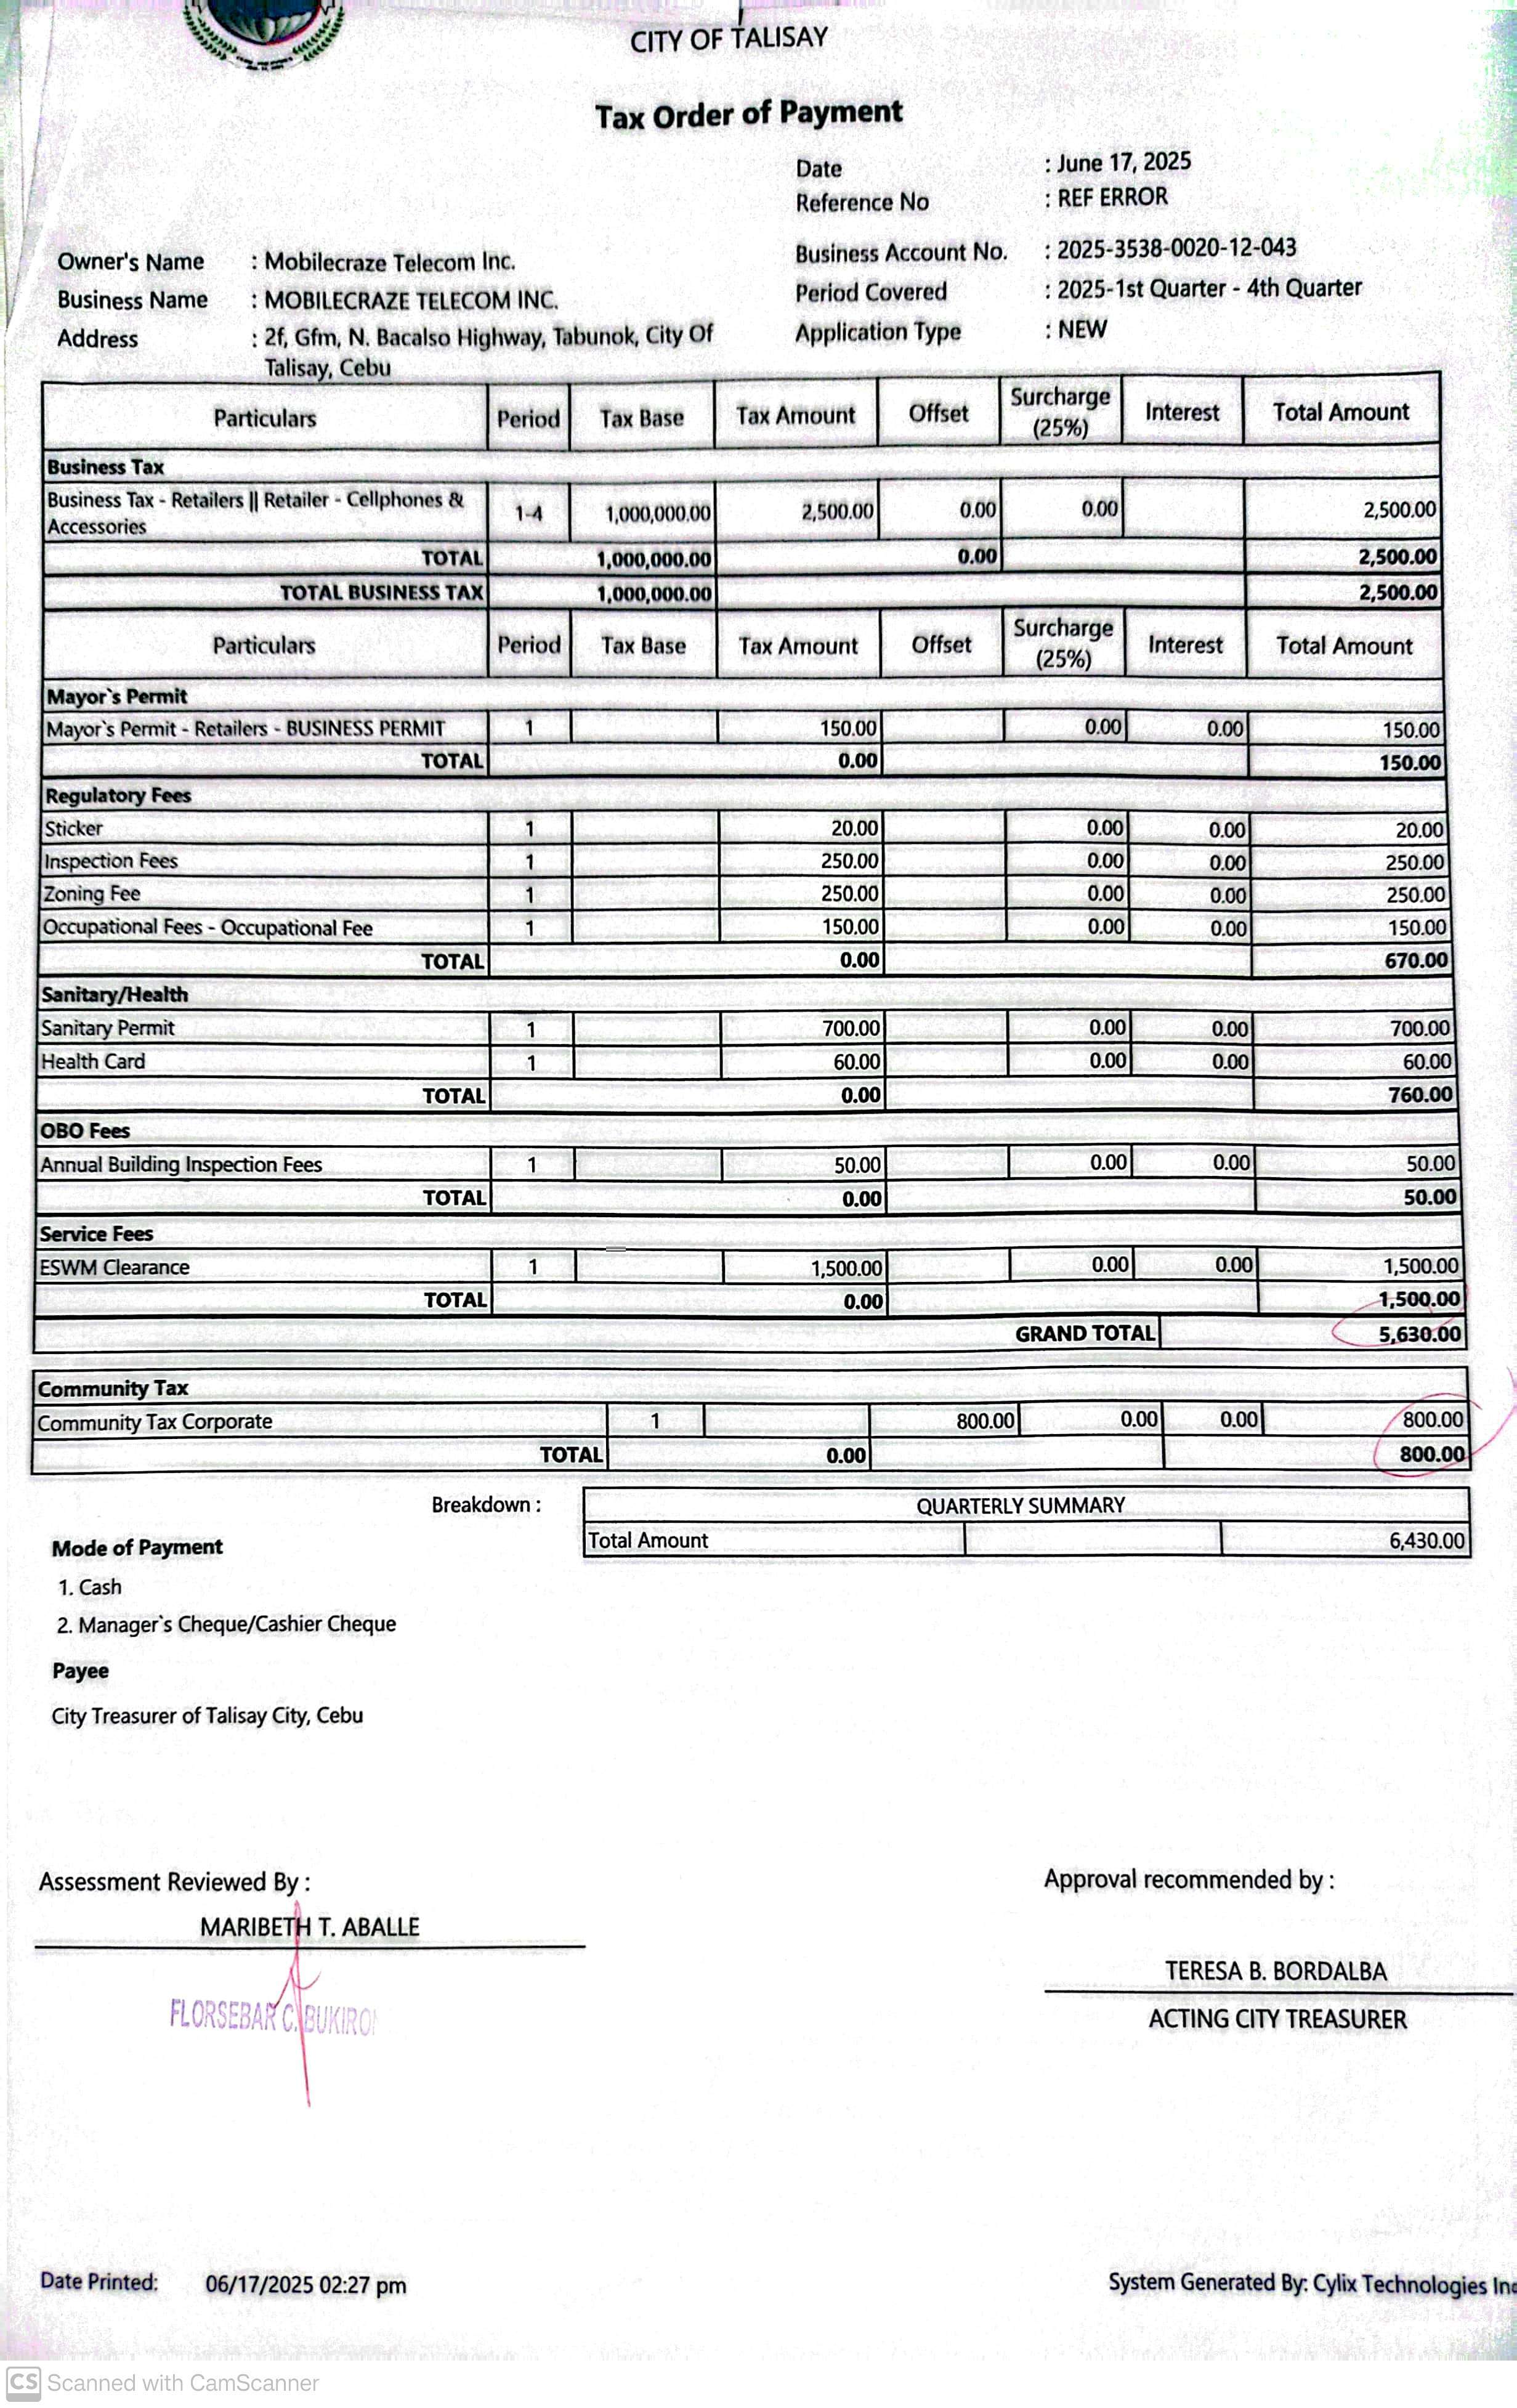 CITY OF TALISAY
Tax Order of Payment
Date : June 17, 2025
Reference No : REF ERROR
Owner's Name : Mobilecraze Telecom Inc.
Business Account No. : 2025-3538-0020-12-043
Business Name : MOBILECRAZE TELECOM INC.
Period Covered : 2025-1st Quarter - 4th Quarter
Address : 2f, Gfm, N. Bacalso Highway, Tabunok, City Of
Talisay, Cebu
Application Type : NEW
Particulars Period Tax Base Tax Amount Offset Surcharge (25%) Interest Total Amount
Business Tax
Business Tax - Retailers || Retailer - Cellphones & Accessories 1-4 1,000,000.00 2,500.00 0.00 0.00 2,500.00
TOTAL 1,000,000.00 0.00 2,500.00
TOTAL BUSINESS TAX 1,000,000.00 2,500.00
Particulars Period Tax Base Tax Amount Offset Surcharge (25%) Interest Total Amount
Mayor`s Permit
Mayor`s Permit - Retailers - BUSINESS PERMIT 1 150.00 0.00 0.00 150.00
TOTAL 0.00 150.00
Regulatory Fees
Sticker 1 20.00 0.00 0.00 20.00
Inspection Fees 1 250.00 0.00 0.00 250.00
Zoning Fee 1 250.00 0.00 0.00 250.00
Occupational Fees - Occupational Fee 1 150.00 0.00 0.00 150.00
TOTAL 0.00 670.00
Sanitary/Health
Sanitary Permit 1 700.00 0.00 0.00 700.00
Health Card 1 60.00 0.00 0.00 60.00
TOTAL 0.00 760.00
OBO Fees
Annual Building Inspection Fees 1 50.00 0.00 0.00 50.00
TOTAL 0.00 50.00
Service Fees
ESWM Clearance 1 1,500.00 0.00 0.00 1,500.00
TOTAL 0.00 1,500.00
GRAND TOTAL 5,630.00
Community Tax
Community Tax Corporate 1 800.00 0.00 0.00 800.00
TOTAL 0.00 800.00
Breakdown : QUARTERLY SUMMARY
Total Amount 6,430.00
Mode of Payment
1. Cash
2. Manager`s Cheque/Cashier Cheque
Payee
City Treasurer of Talisay City, Cebu
Assessment Reviewed By :
Approval recommended by :
MARIBETH T. ABALLE
TERESA B. BORDALBA
FLORSEBAR C.
ACTING CITY TREASURER
Date Printed: 06/17/2025 02:27 pm
System Generated By: Cylix Technologies Inc
CS Scanned with CamScanner